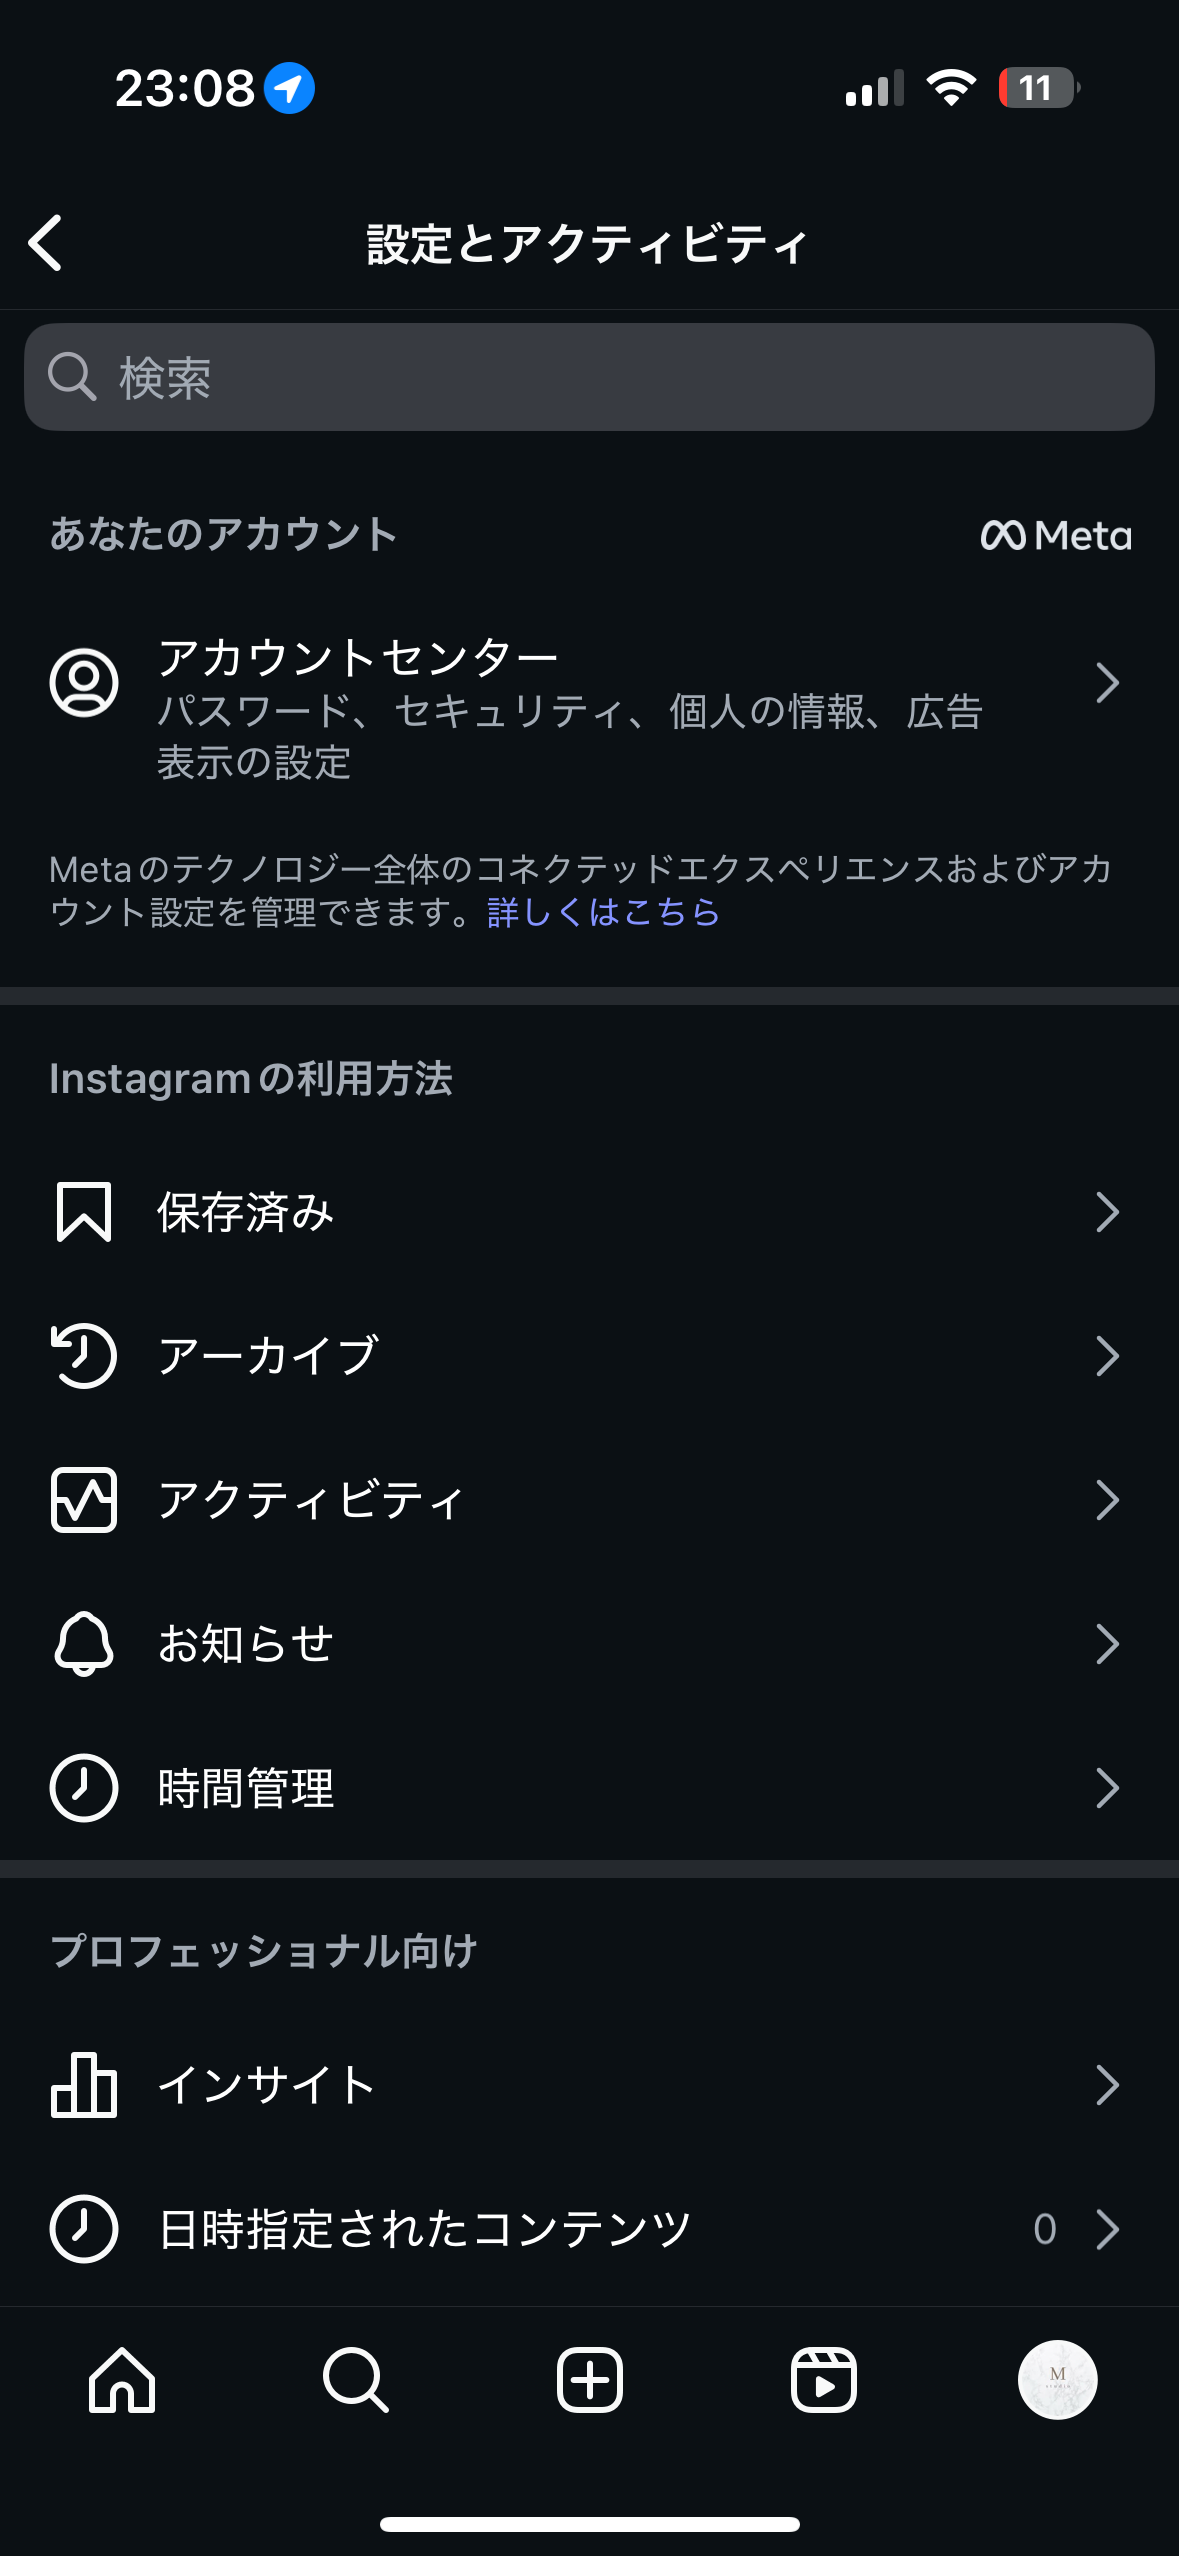 23:08
11
設定とアクティビティ
検索
あなたのアカウント
Meta
アカウントセンター
パスワード、セキュリティ、個人の情報、広告
表示の設定
Metaのテクノロジー全体のコネクテッドエクスペリエンスおよびアカ
ウント設定を管理できます。詳しくはこちら
Instagramの利用方法
保存済み
アーカイブ
アクティビティ
お知らせ
時間管理
プロフェッショナル向け
インサイト
日時指定されたコンテンツ 0
M